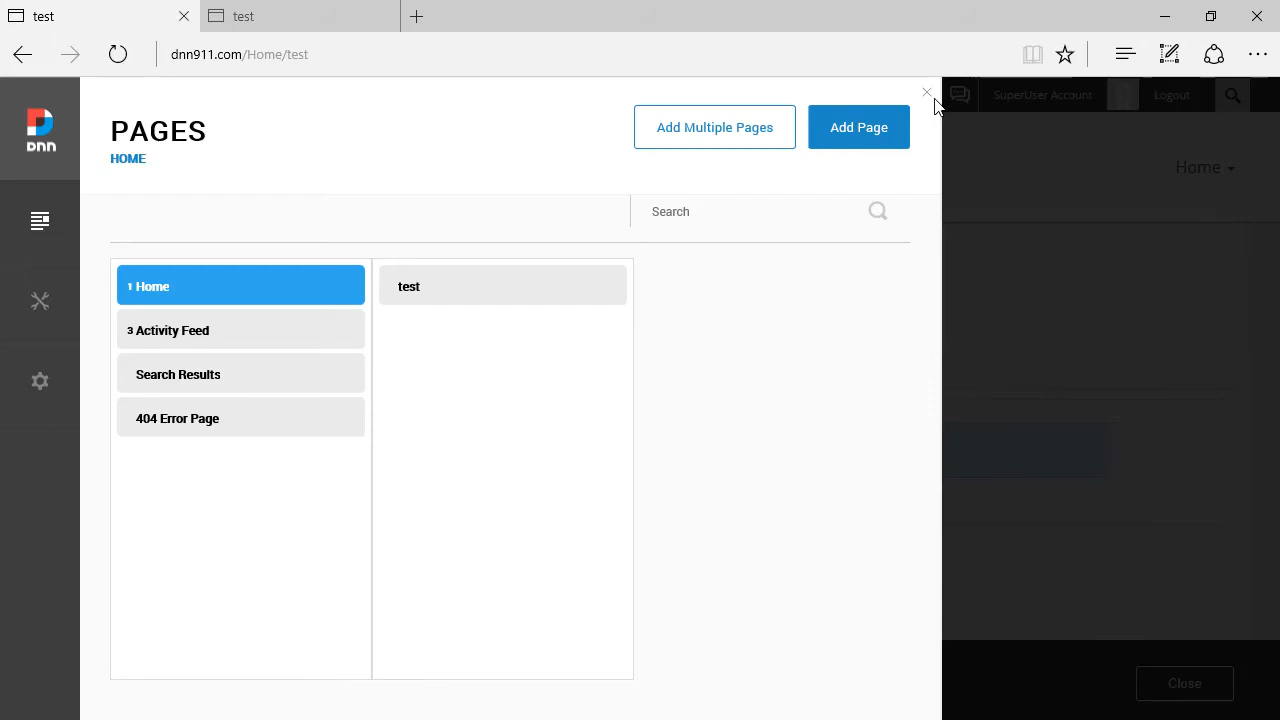 test
test
dnn911.com/Home/test
dnn
PAGES
HOME
Add Multiple Pages
Add Page
SuperUser Account
Logout
Home
Search
1 Home
3 Activity Feed
Search Results
404 Error Page
test
Close